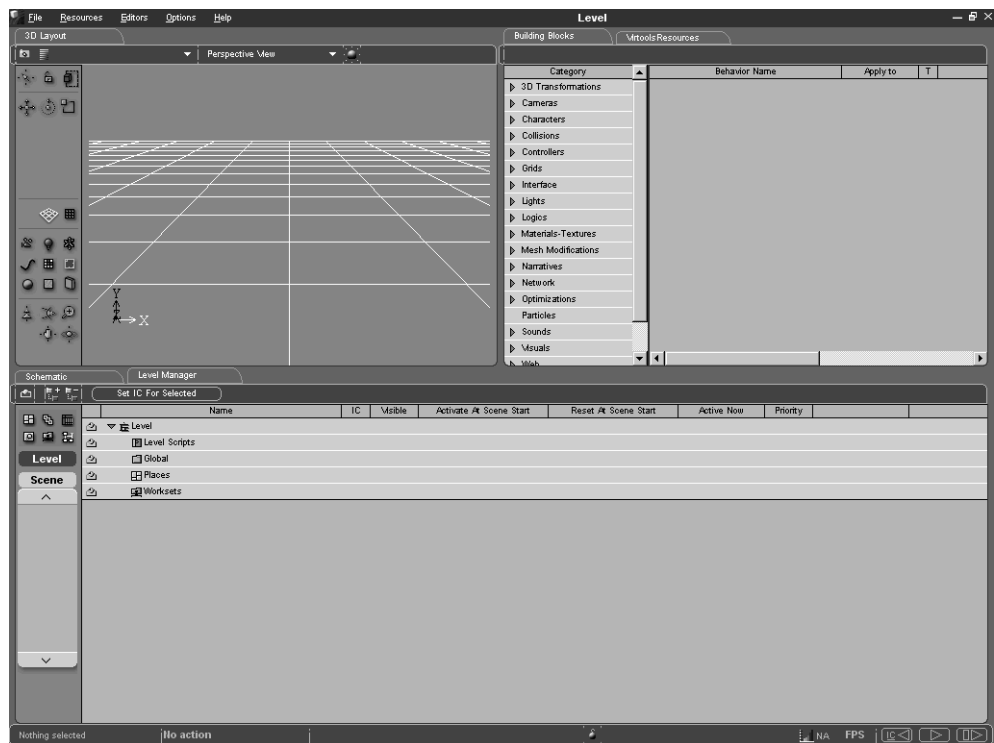 File Resources Editors Options Help Level
3D Layout
Perspective View
Building Blocks VirtoolsResources
Category Behavior Name Apply to T
3D Transformations
Cameras
Characters
Collisions
Controllers
Grids
Interface
Lights
Logics
Materials-Textures
Mesh Modifications
Narratives
Network
Optimizations
Particles
Sounds
Visuals
Web
Y
X
Schematic Level Manager
Set IC For Selected
Name IC Visible Activate At Scene Start Reset At Scene Start Active Now Priority
Level
Level Scripts
Global
Places
Worksets
Level
Scene
Nothing selected No action NA FPS IC